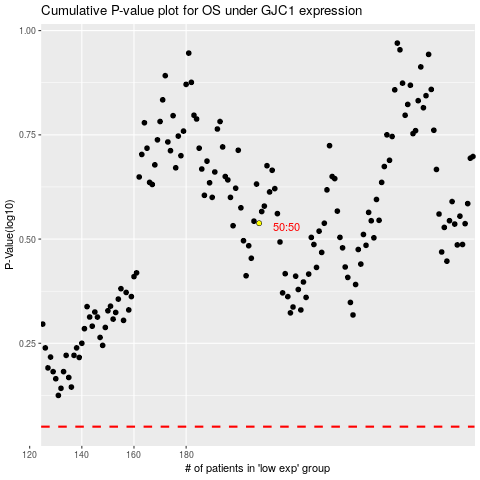 Cumulative P-value plot for OS under GJC1 expression
P-Value(log10)
1.00
0.75
0.50
0.25
50:50
120 140 160 180
# of patients in 'low exp' group